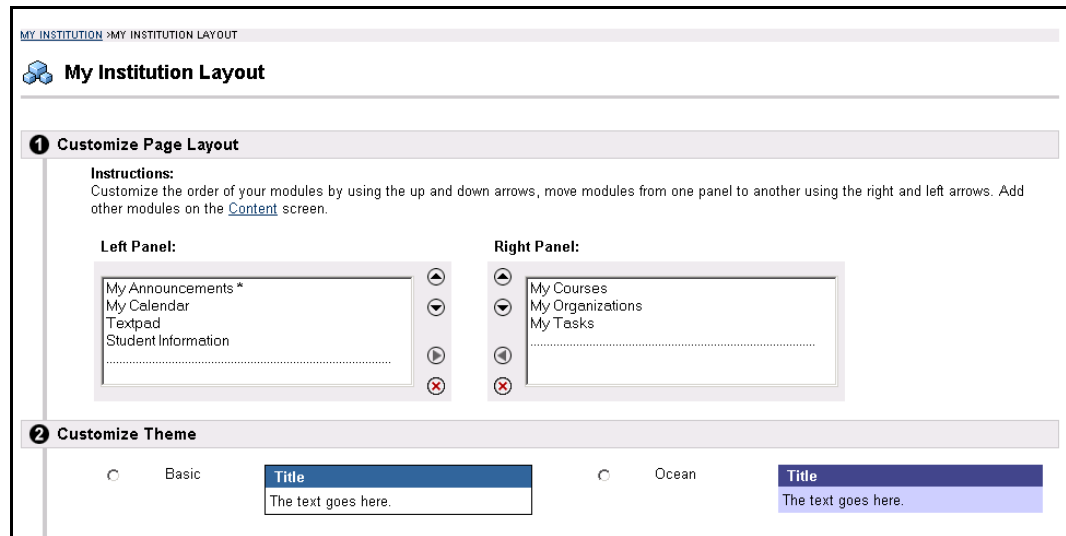 MY INSTITUTION >MY INSTITUTION LAYOUT
My Institution Layout
1 Customize Page Layout
Instructions:
Customize the order of your modules by using the up and down arrows, move modules from one panel to another using the right and left arrows. Add
other modules on the Content screen.
Left Panel:
Right Panel:
My Announcements *
My Calendar
Textpad
Student Information
My Courses
My Organizations
My Tasks
2 Customize Theme
Basic
Title
The text goes here.
Ocean
Title
The text goes here.